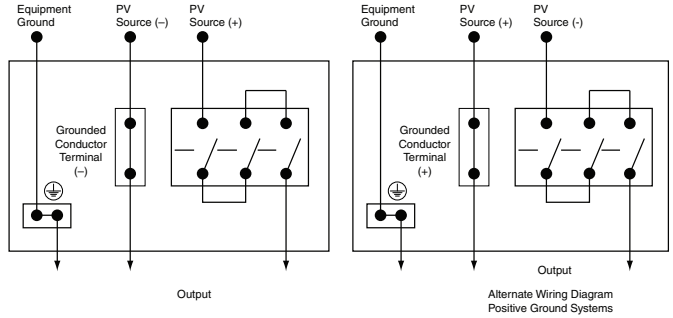 Equipment
Ground
PV
Source (–)
PV
Source (+)
Grounded
Conductor
Terminal
(–)
Output
Equipment
Ground
PV
Source (+)
PV
Source (-)
Grounded
Conductor
Terminal
(+)
Output
Alternate Wiring Diagram
Positive Ground Systems